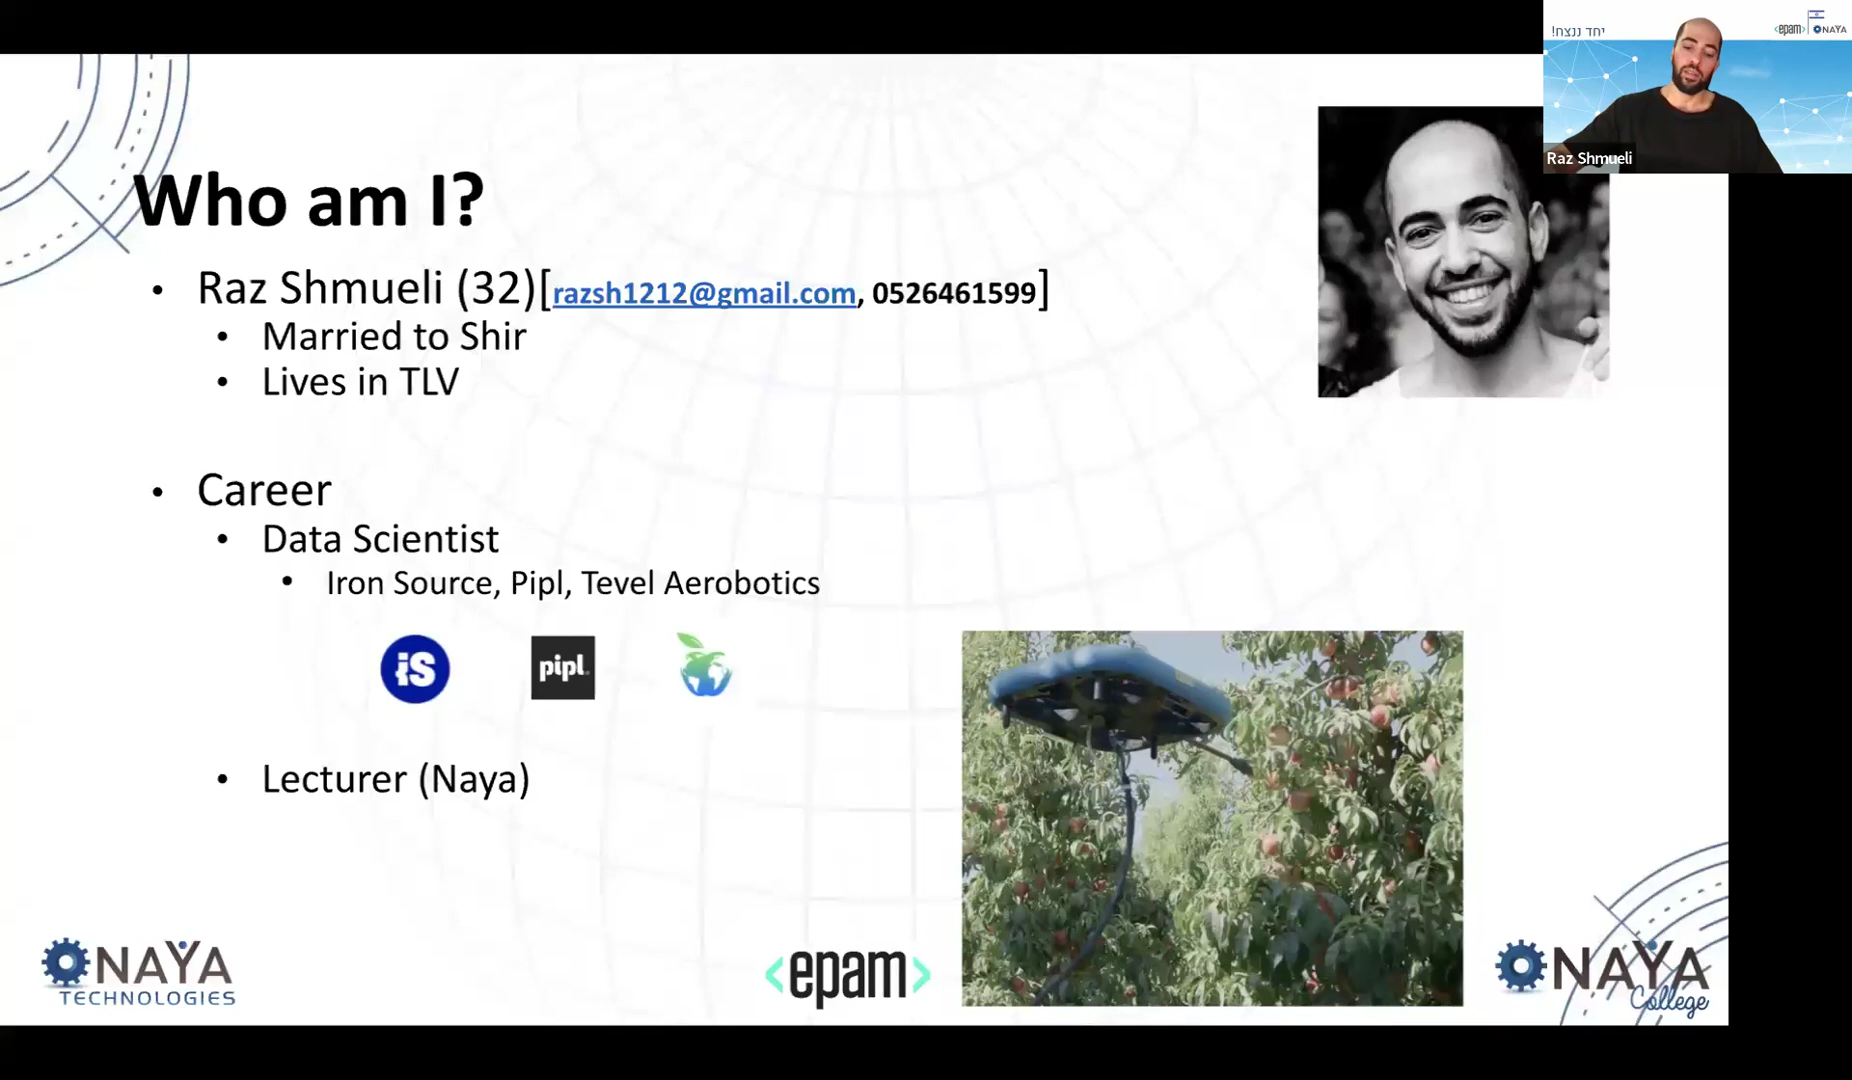 יחד ננצח!
<epam> NAYA
Raz Shmueli
Who am I?
• Raz Shmueli (32)[razsh1212@gmail.com, 0526461599]
• Married to Shir
• Lives in TLV
• Career
• Data Scientist
• Iron Source, Pipl, Tevel Aerobotics
iS pipl.
• Lecturer (Naya)
NAYA
TECHNOLOGIES
<epam>
NAYA
College